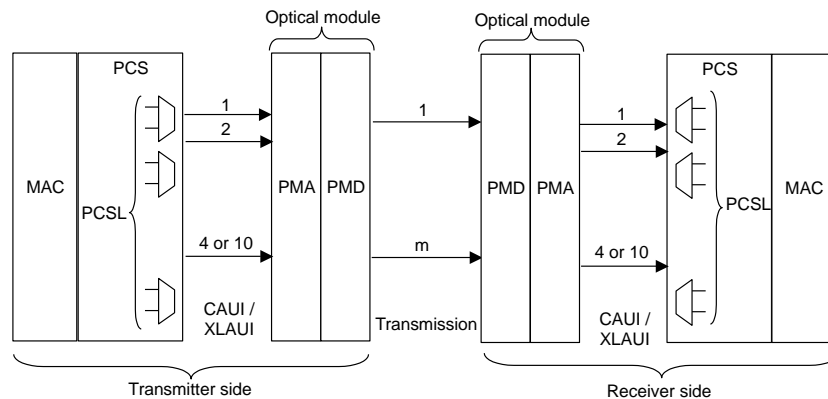 Optical module
Optical module
PCS
PCS
1
2
1
1
2
MAC
PCSL
PMA
PMD
PMD
PMA
PCSL
MAC
4 or 10
m
4 or 10
CAUI /
XLAUI
Transmission
CAUI /
XLAUI
Transmitter side
Receiver side